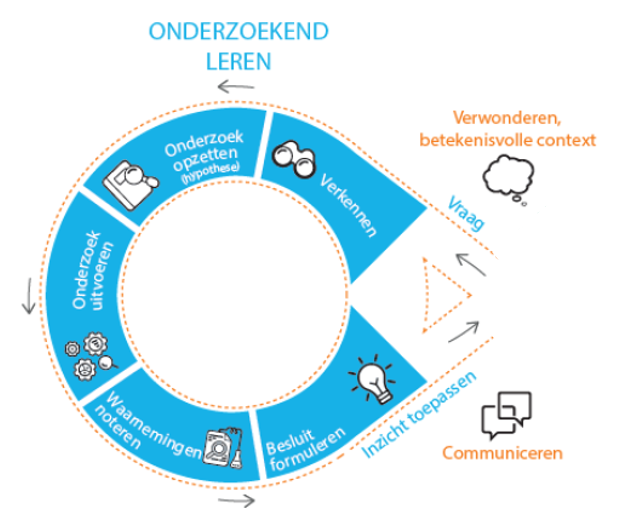 ONDERZOEKEND
LEREN
Verwonderen,
betekenisvolle context
Vraag
Verkennen
Onderzoek
opzetten
(hypothese)
Onderzoek
uitvoeren
Waarnemingen
noteren
Besluit
formuleren
Inzicht toepassen
Communiceren